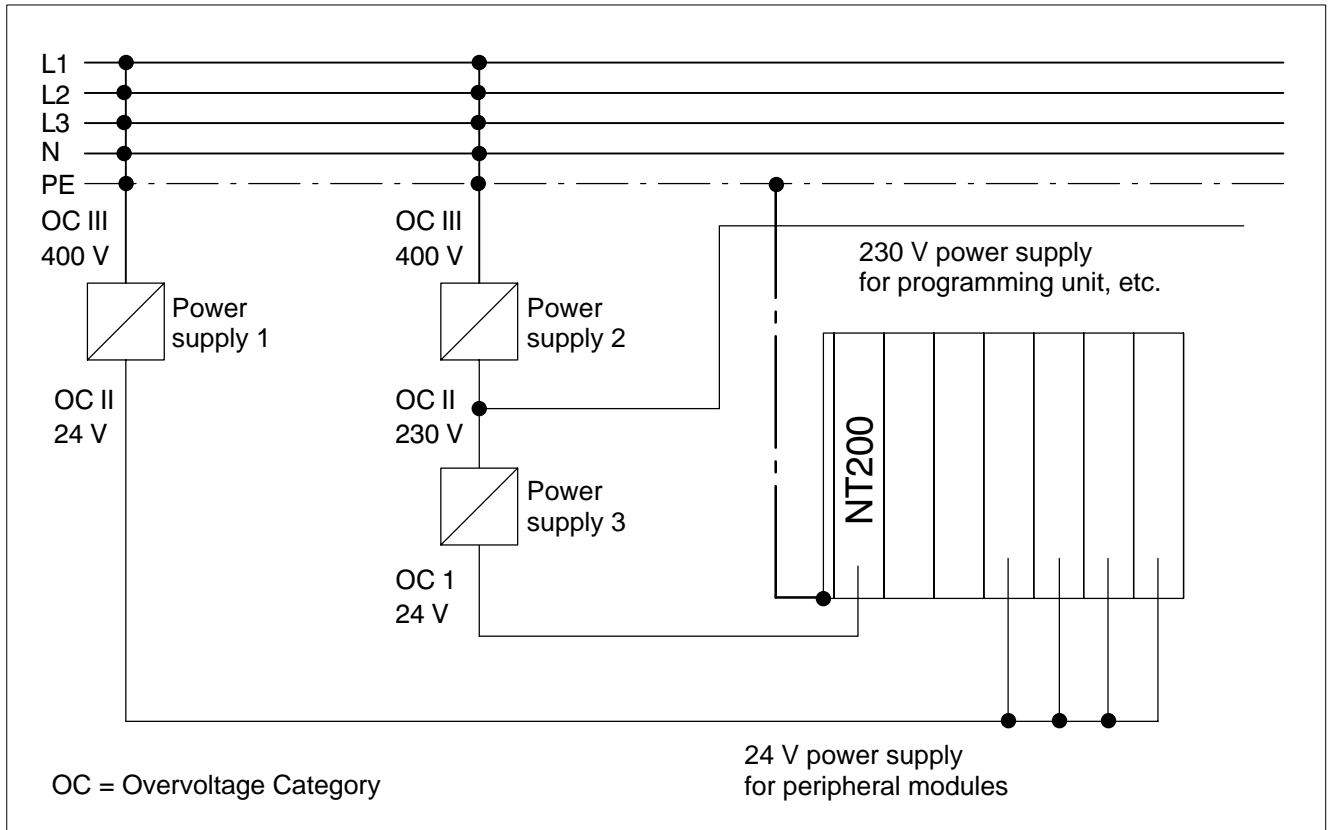 L1
L2
L3
N
PE
OC III
400 V
OC III
400 V
230 V power supply
for programming unit, etc.
Power
supply 1
Power
supply 2
OC II
24 V
OC II
230 V
NT200
Power
supply 3
OC 1
24 V
24 V power supply
for peripheral modules
OC = Overvoltage Category